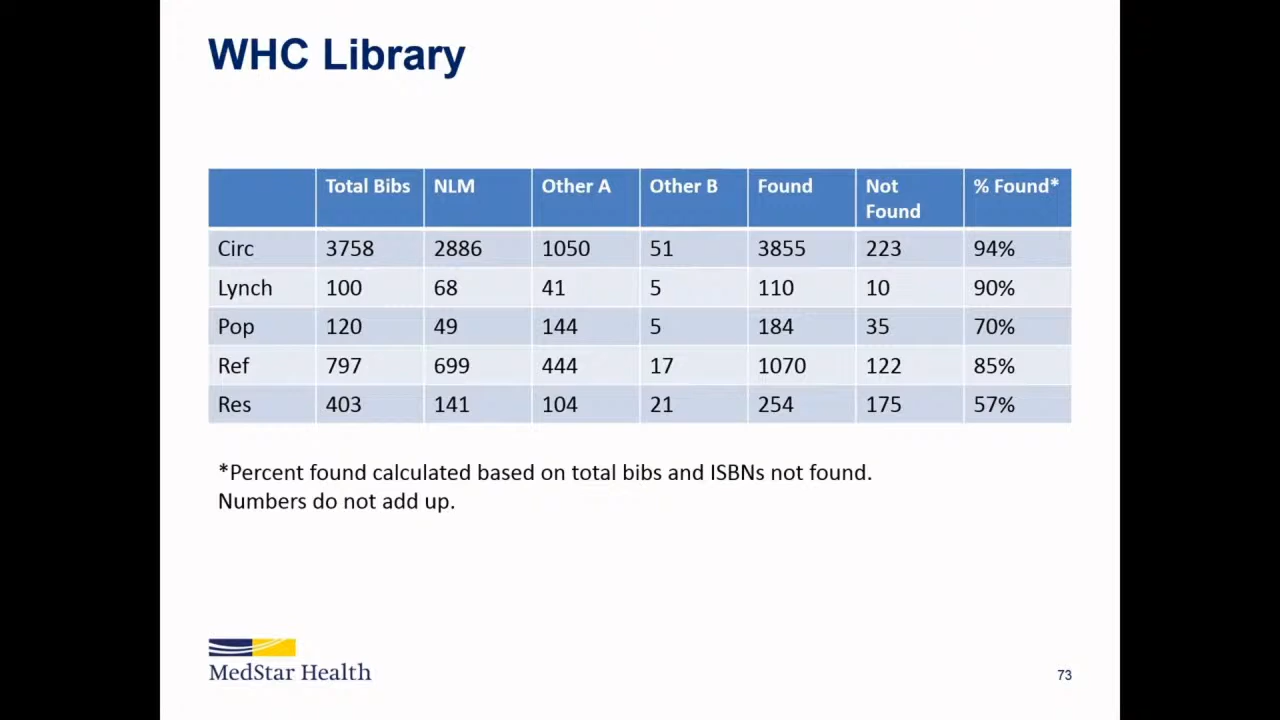 WHC Library
Total Bibs NLM Other A Other B Found Not Found % Found*
Circ 3758 2886 1050 51 3855 223 94%
Lynch 100 68 41 5 110 10 90%
Pop 120 49 144 5 184 35 70%
Ref 797 699 444 17 1070 122 85%
Res 403 141 104 21 254 175 57%
*Percent found calculated based on total bibs and ISBNs not found.
Numbers do not add up.
MedStar Health
73